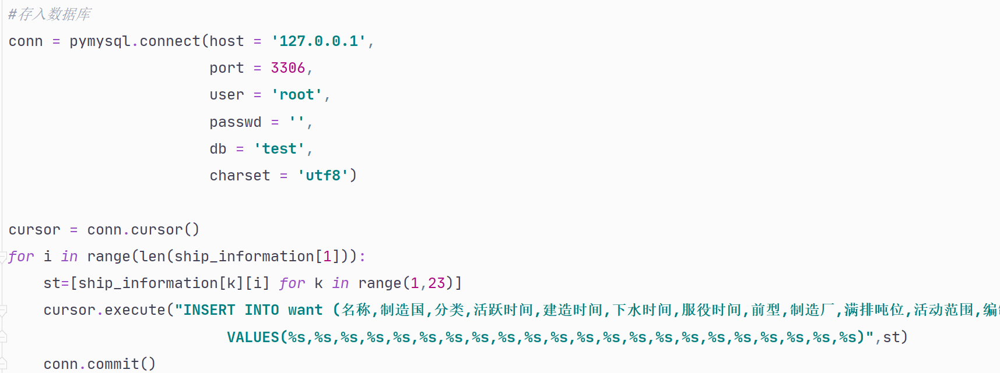 #存入数据库
conn = pymysql.connect(host = '127.0.0.1',
port = 3306,
user = 'root',
passwd = '',
db = 'test',
charset = 'utf8')
cursor = conn.cursor()
for i in range(len(ship_information[1])):
st=[ship_information[k][i] for k in range(1,23)]
cursor.execute("INSERT INTO want (名称,制造国,分类,活跃时间,建造时间,下水时间,服役时间,前型,制造厂,满排吨位,活动范围,编
VALUES(%s,%s,%s,%s,%s,%s,%s,%s,%s,%s,%s,%s,%s,%s,%s,%s,%s,%s,%s,%s,%s,%s)",st)
conn.commit()